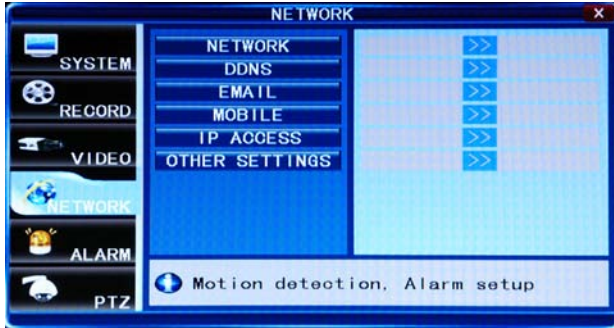 NETWORK
X
SYSTEM
RECORD
VIDEO
NETWORK
ALARM
PTZ
NETWORK >>
DDNS >>
EMAIL >>
MOBILE >>
IP ACCESS >>
OTHER SETTINGS >>
Motion detection, Alarm setup